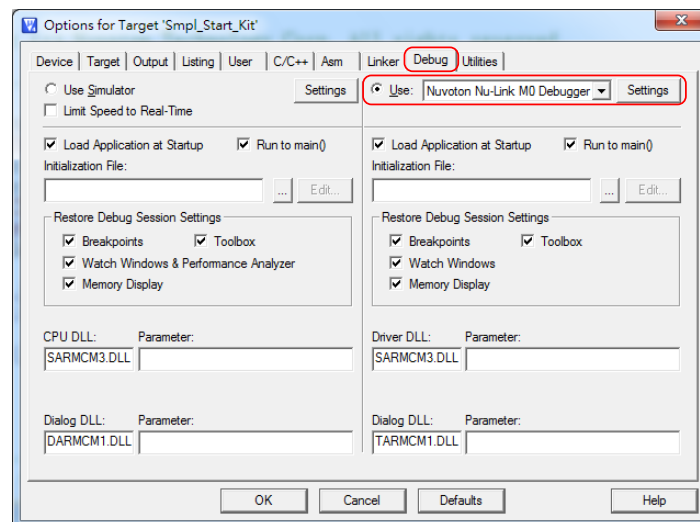 Options for Target 'Smpl_Start_Kit'
Device Target Output Listing User C/C++ Asm Linker Debug Utilities
Use Simulator Settings
Limit Speed to Real-Time
Use: Nuvoton Nu-Link M0 Debugger Settings
Load Application at Startup Run to main()
Initialization File:
... Edit...
Load Application at Startup Run to main()
Initialization File:
... Edit...
Restore Debug Session Settings
Breakpoints Toolbox
Watch Windows & Performance Analyzer
Memory Display
Restore Debug Session Settings
Breakpoints Toolbox
Watch Windows
Memory Display
CPU DLL: Parameter:
SARMCM3.DLL
Driver DLL: Parameter:
SARMCM3.DLL
Dialog DLL: Parameter:
DARMCM1.DLL
Dialog DLL: Parameter:
TARMCM1.DLL
OK Cancel Defaults Help